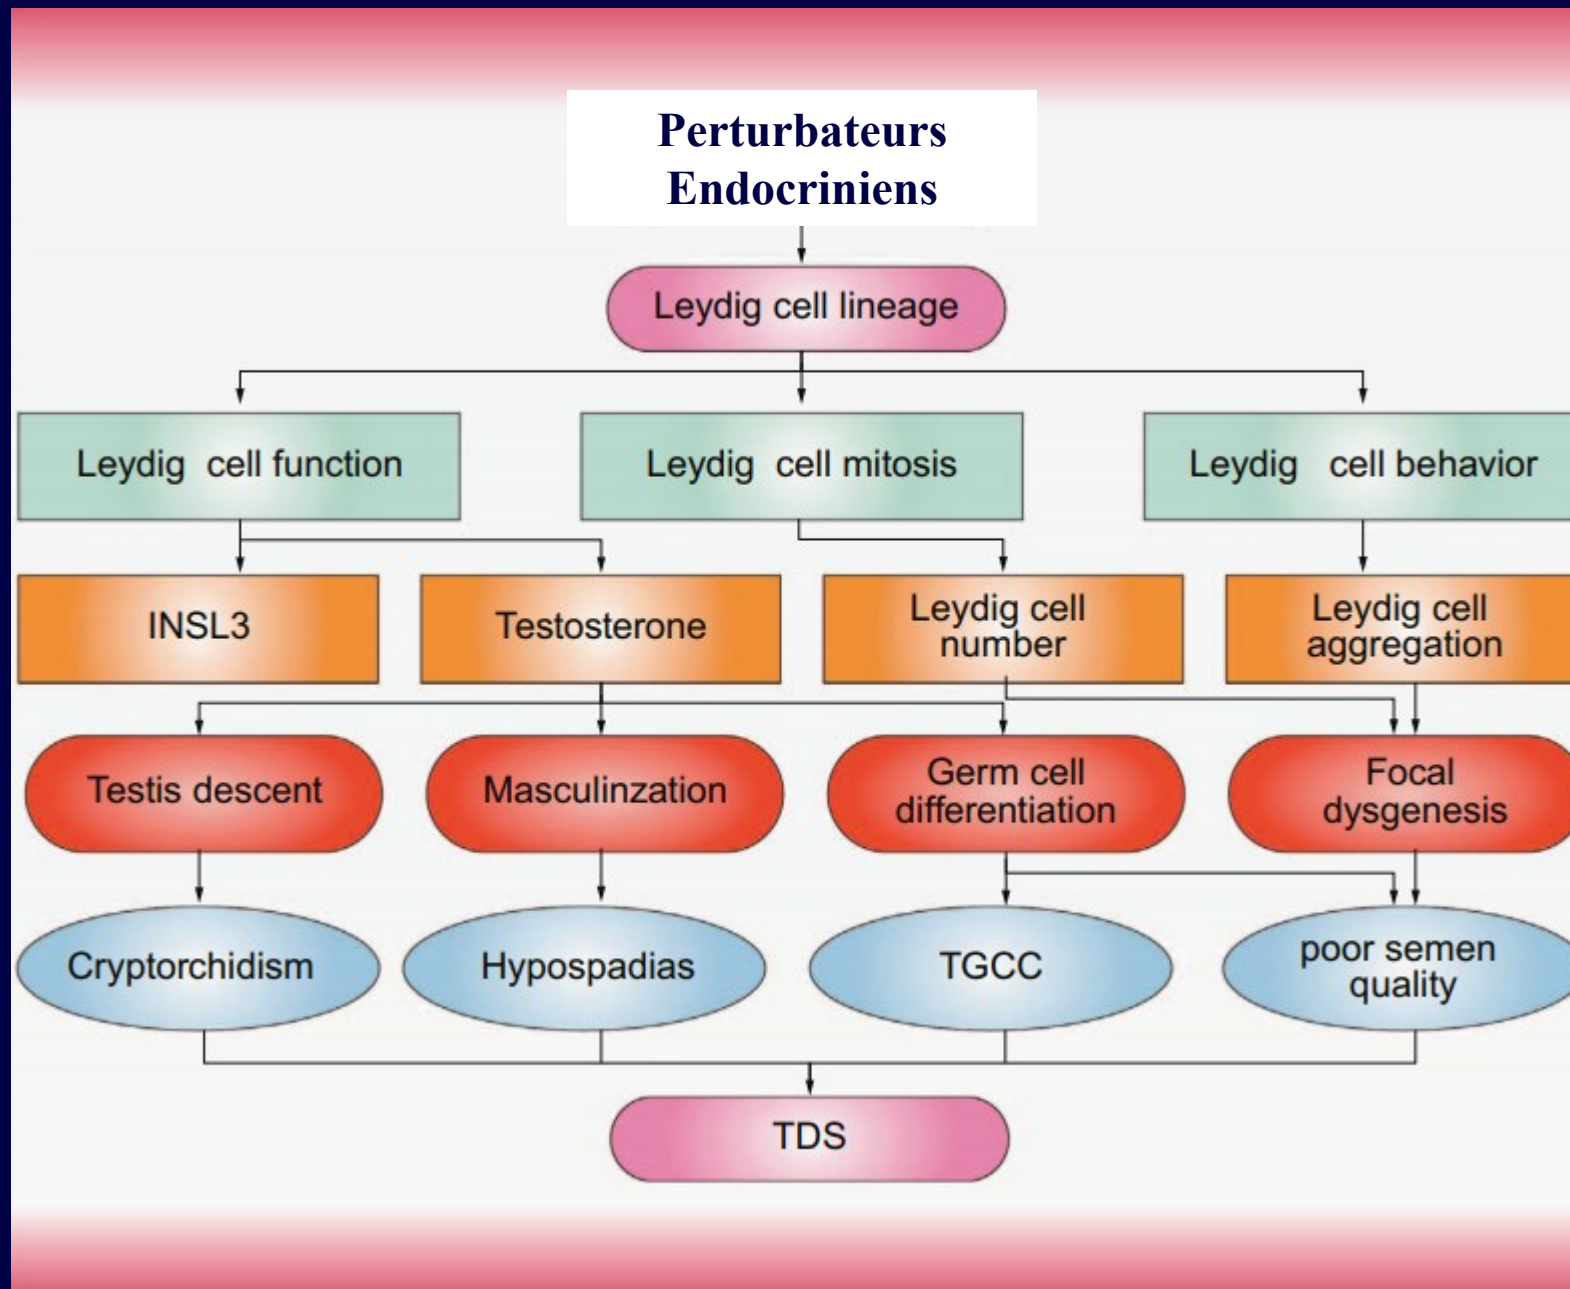 Perturbateurs
Endocriniens
Leydig cell lineage
Leydig cell function
Leydig cell mitosis
Leydig cell behavior
INSL3
Testosterone
Leydig cell
number
Leydig cell
aggregation
Testis descent
Masculinzation
Germ cell
differentiation
Focal
dysgenesis
Cryptorchidism
Hypospadias
TGCC
poor semen
quality
TDS